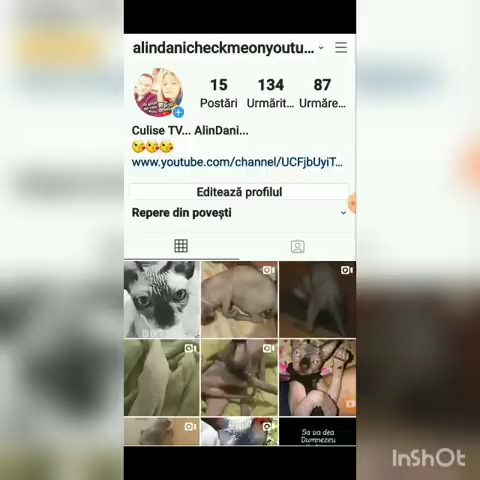 alindanicheckmeonyoutu...
15 134 87
Postări Urmărit... Urmăre...
Culise TV... AlinDani...
😘😘😘
www.youtube.com/channel/UCFjbUyiT...
Editează profilul
Repere din povești
Sa va dea
Dumnezeu
InShOt